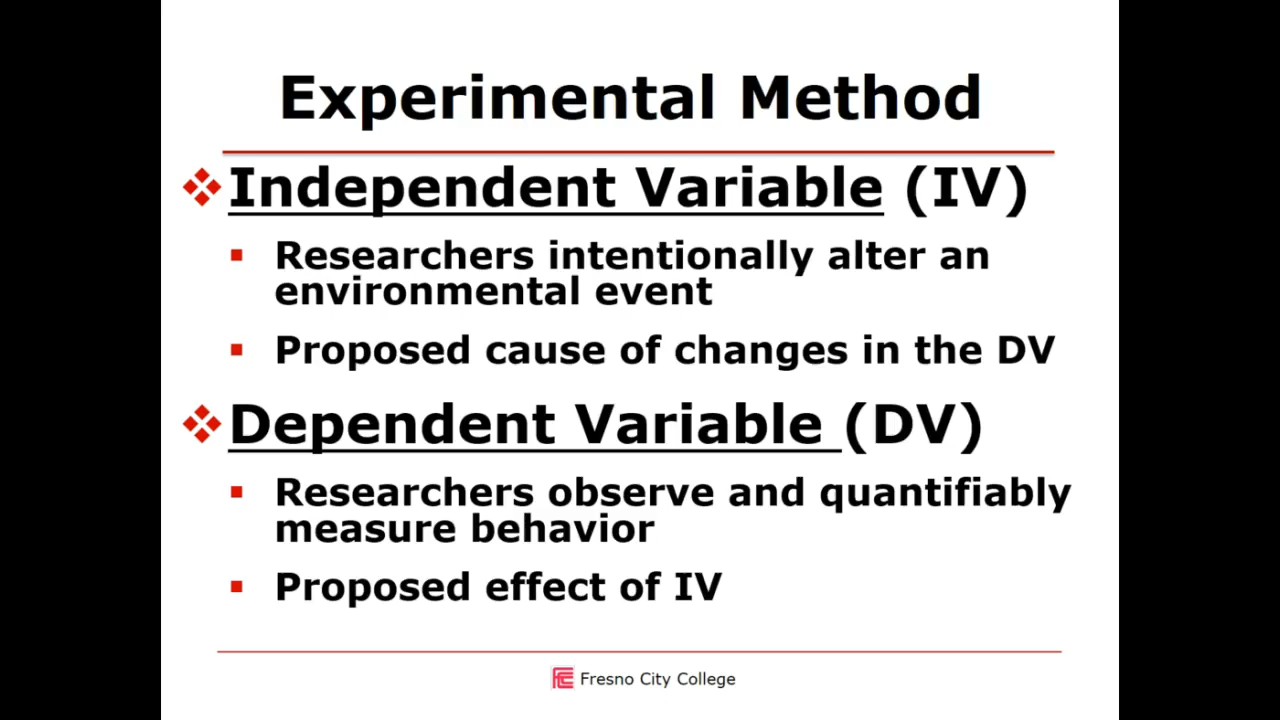 Experimental Method
Independent Variable (IV)
Researchers intentionally alter an
environmental event
Proposed cause of changes in the DV
Dependent Variable (DV)
Researchers observe and quantifiably
measure behavior
Proposed effect of IV
FCC Fresno City College